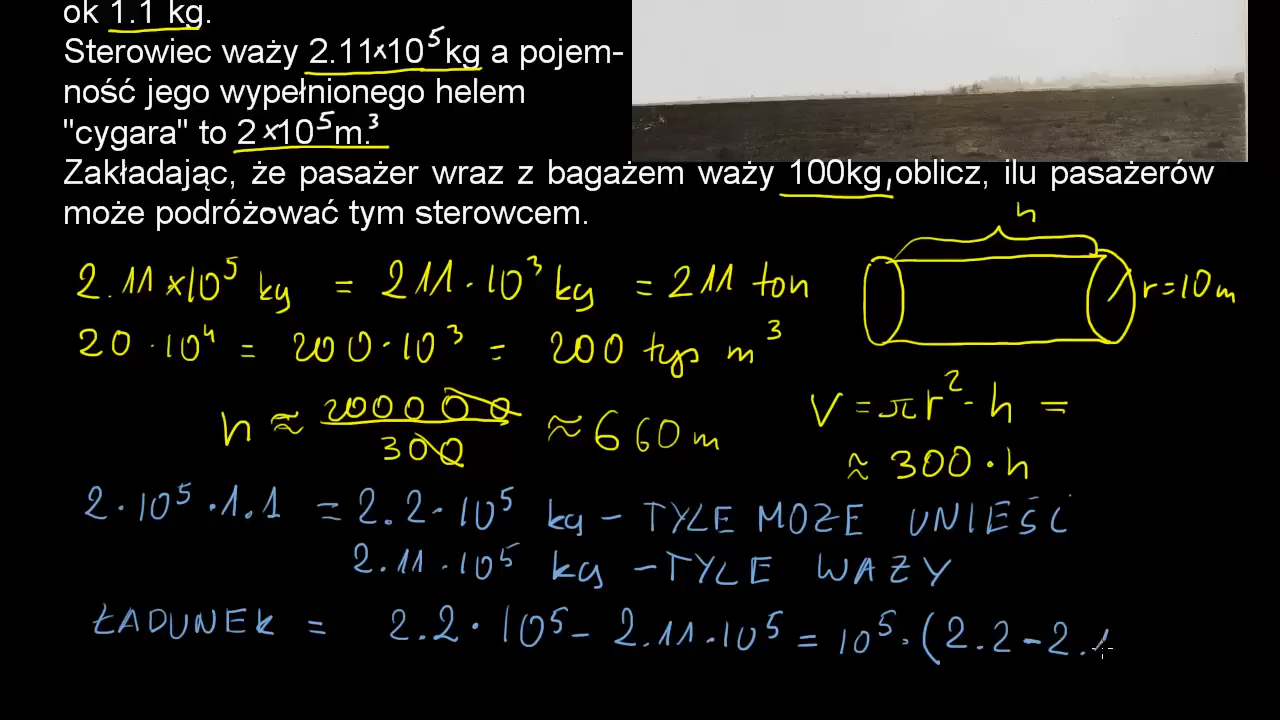 ok 1.1 kg.
Sterowiec waży 2.11×10⁵kg a pojem-
ność jego wypełnionego helem
"cygara" to 2×10⁵m.³
Zakładając, że pasażer wraz z bagażem waży 100kg, oblicz, ilu pasażerów
może podróżować tym sterowcem.
h
2.11×10⁵ kg = 211·10³ kg = 211 ton
r=10m
20·10⁴ = 200·10³ = 200 tys m³
h ≈ 2000 00 / 300 ≈ 660 m
V = πr²·h =
≈ 300·h
2·10⁵·1.1 = 2.2·10⁵ kg – TYLE MOŻE UNIEŚĆ
2.11·10⁵ kg – TYLE WAŻY
ŁADUNEK = 2.2·10⁵ – 2.11·10⁵ = 10⁵·(2.2–2.1